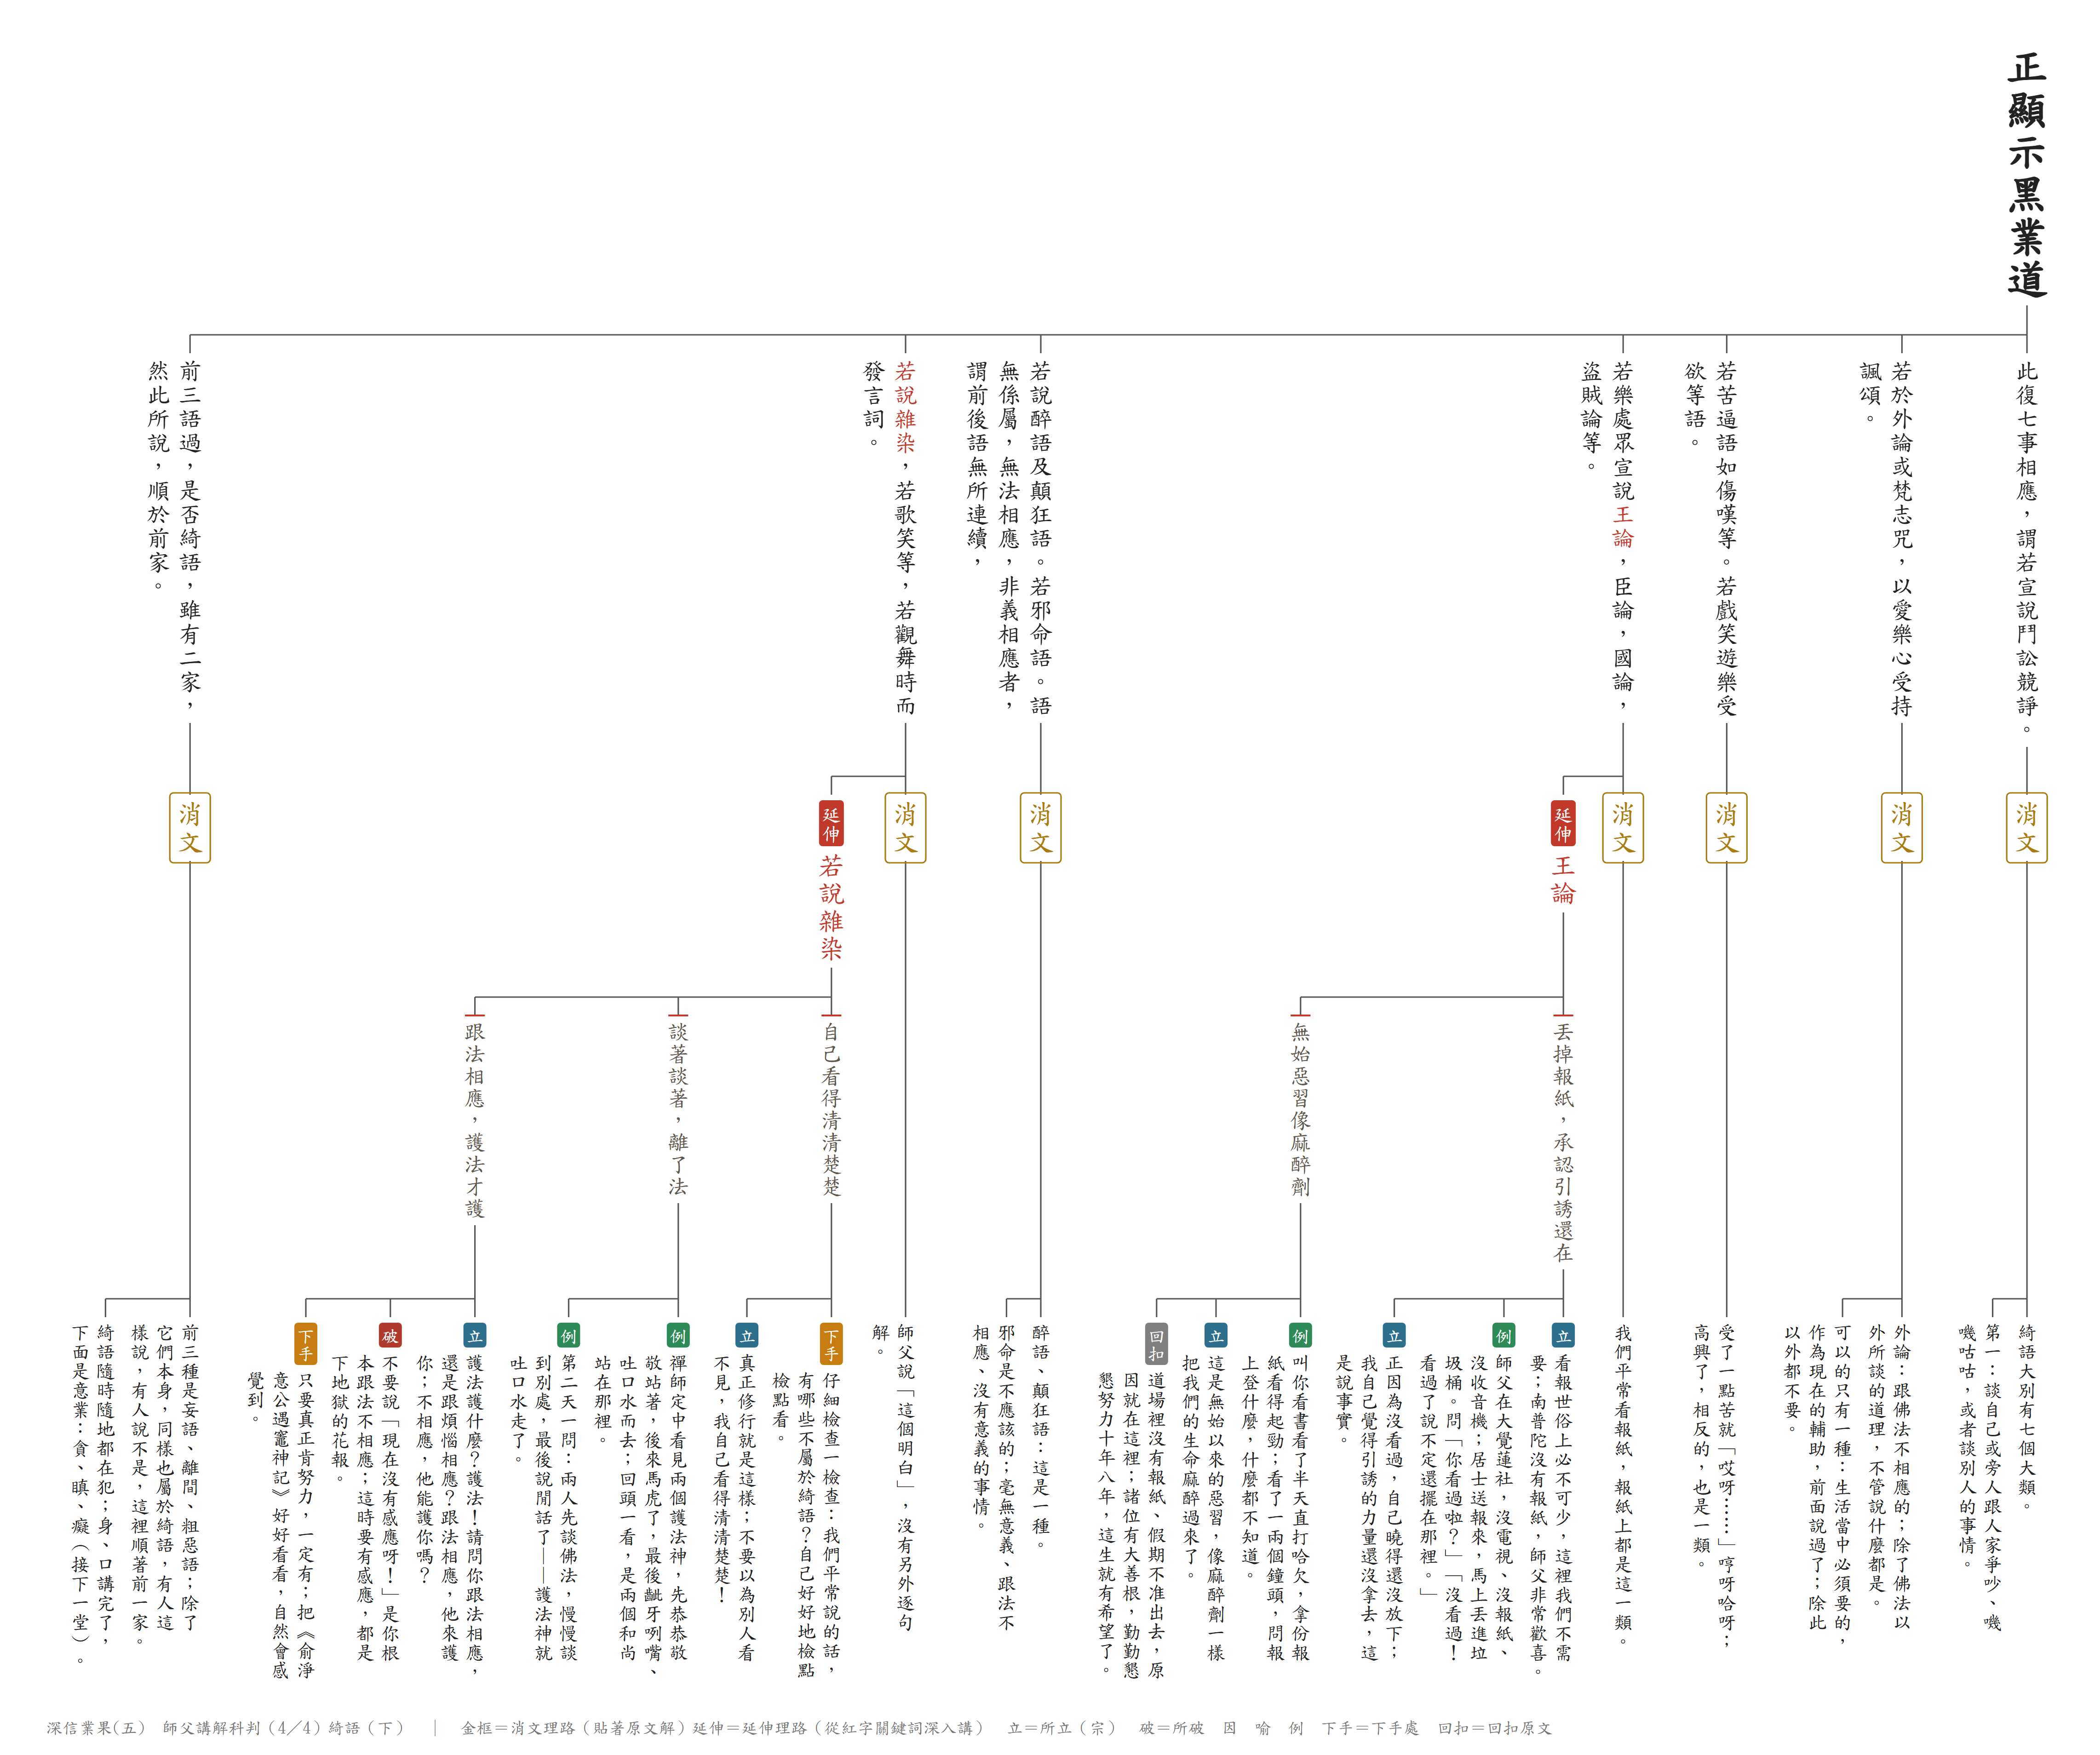 正顯示黑業道
此復七事相應，謂若宣說鬥訟競諍。
若於外論或梵志咒，以愛樂心受持
諷頌。
若苦逼語如傷嘆等。若戲笑遊樂受
欲等語。
若樂處眾宣說王論，臣論，國論，
盜賊論等。
若說醉語及顛狂語。若邪命語。語
無係屬，無法相應，非義相應者，
謂前後語無所連續，
若說雜染，若歌笑等，若觀舞時而
發言詞。
前三語過，是否綺語，雖有二家，
然此所說，順於前家。
消文
消文
消文
消文
延伸
王論
消文
消文
延伸
若說雜染
消文
丟掉報紙，承認引誘還在
無始惡習像麻醉劑
自己看得清清楚楚
談著談著，離了法
跟法相應，護法才護
綺語大別有七個大類。
第一：談自己或旁人跟人家爭吵、嘰
嘰咕咕，或者談別人的事情。
外論：跟佛法不相應的；除了佛法以
外所談的道理，不管說什麼都是。
可以的只有一種：生活當中必須要的，
作為現在的輔助，前面說過了；除此
以外都不要。
受了一點苦就「哎呀……」哼呀哈呀；
高興了，相反的，也是一類。
我們平常看報紙，報紙上都是這一類。
立
看報世俗上必不可少，這裡我們不需
要；南普陀沒有報紙，師父非常歡喜。
例
師父在大覺蓮社，沒電視、沒報紙、
沒收音機；居士送報來，馬上丟進垃
圾桶。問「你看過啦？」「沒看過！
看過了說不定還擺在那裡。」
立
正因為沒看過，自己曉得還沒放下；
我自己覺得引誘的力量還沒拿去，這
是說事實。
例
叫你看書看了半天直打哈欠，拿份報
紙看得起勁；看了一兩個鐘頭，問報
上登什麼，什麼都不知道。
立
這是無始以來的惡習，像麻醉劑一樣
把我們的生命麻醉過來了。
回扣
道場裡沒有報紙、假期不准出去，原
因就在這裡；諸位有大善根，勤勤懇
懇努力十年八年，這生就有希望了。
醉語、顛狂語：這是一種。
邪命是不應該的；毫無意義、跟法不
相應、沒有意義的事情。
師父說「這個明白」，沒有另外逐句
解。
下手
仔細檢查一檢查：我們平常說的話，
有哪些不屬於綺語？自己好好地檢點
檢點看。
立
真正修行就是這樣；不要以為別人看
不見，我自己看得清清楚楚！
例
禪師定中看見兩個護法神，先恭恭敬
敬站著，後來馬虎了，最後齜牙咧嘴、
吐口水而去；回頭一看，是兩個和尚
站在那裡。
例
第二天一問：兩人先談佛法，慢慢談
到別處，最後說閒話了——護法神就
吐口水走了。
立
護法護什麼？護法！請問你跟法相應，
還是跟煩惱相應？跟法相應，他來護
你；不相應，他能護你嗎？
破
不要說「現在沒有感應呀！」是你根
本跟法不相應；這時要有感應，都是
下地獄的花報。
下手
只要真正肯努力，一定有；把《俞淨
意公遇竈神記》好好看看，自然會感
覺到。
前三種是妄語、離間、粗惡語；除了
它們本身，同樣也屬於綺語，有人這
樣說，有人說不是，這裡順著前一家。
綺語隨時隨地都在犯；身、口講完了，
下面是意業：貪、瞋、癡（接下一堂）。
深信業果(五)　師父講解科判（4／4）綺語（下）　｜　金框＝消文理路（貼著原文解）延伸＝延伸理路（從紅字關鍵詞深入講）　立＝所立（宗）　破＝所破　因　喻　例　下手＝下手處　回扣＝回扣原文